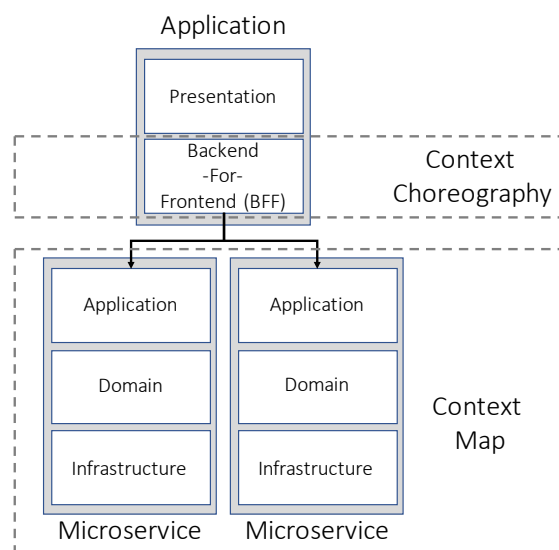 Application
Presentation
Backend
-For-
Frontend (BFF)
Context
Choreography
Application
Domain
Infrastructure
Microservice
Application
Domain
Infrastructure
Microservice
Context
Map